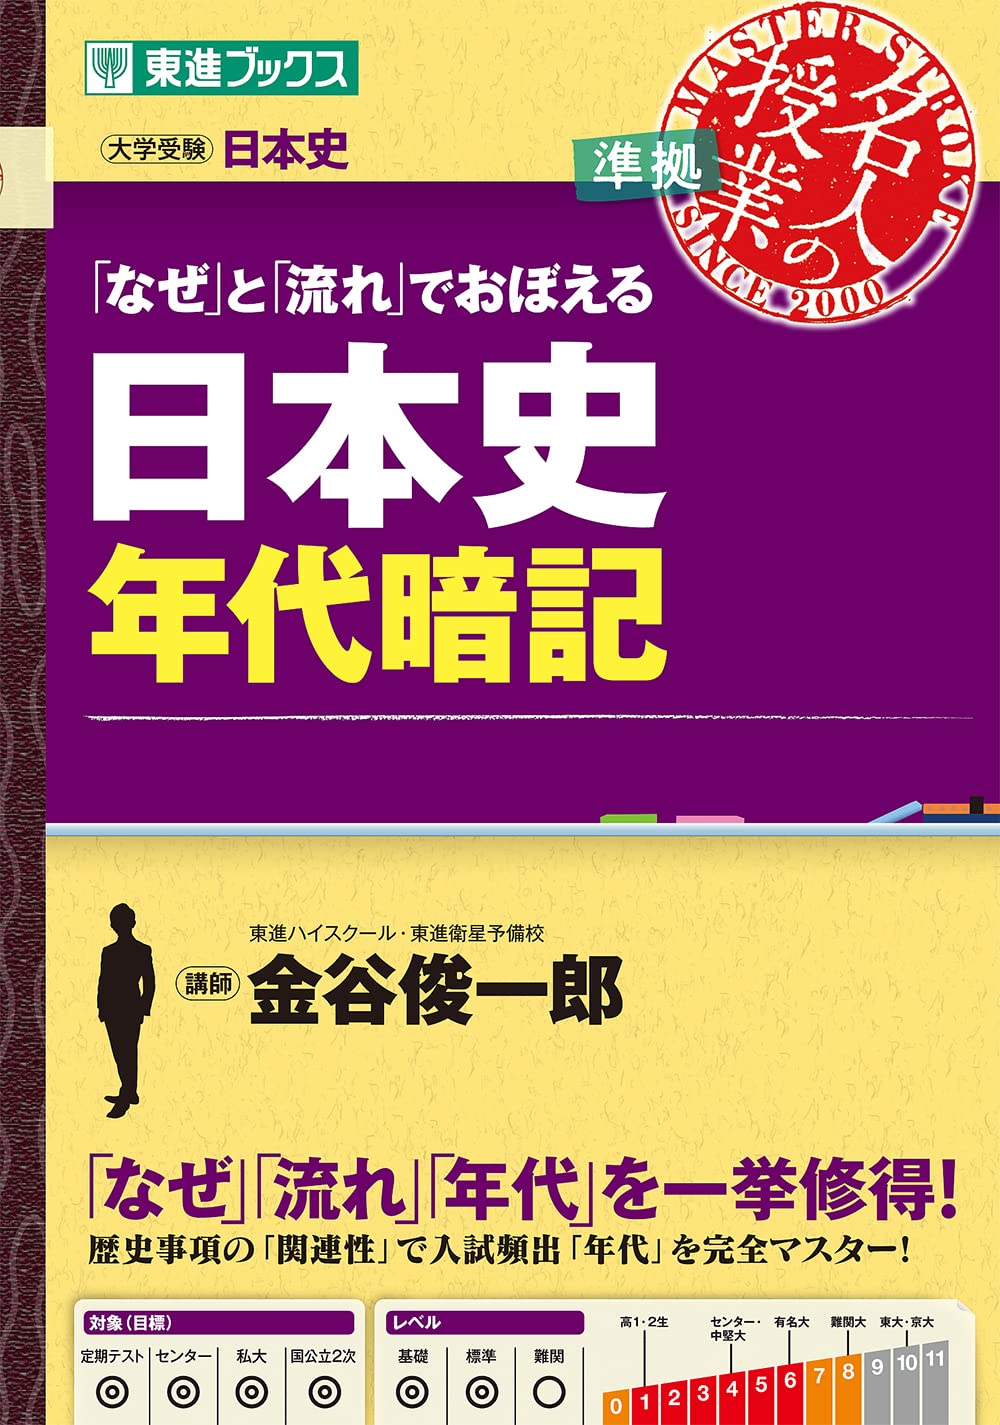 東進ブックス
大学受験 日本史
準拠
MASTER STROKE
名人の
授業
SINCE 2000
「なぜ」と「流れ」でおぼえる
日本史
年代暗記
東進ハイスクール・東進衛星予備校
講師 金谷俊一郎
「なぜ」「流れ」「年代」を一挙修得!
歴史事項の「関連性」で入試頻出「年代」を完全マスター!
対象(目標)
定期テスト センター 私大 国公立2次
◎ ◎ ◎ ◎
レベル
基礎 標準 難関
◎ ◎ ○
高1・2生 センター・中堅大 有名大 難関大 東大・京大
0 1 2 3 4 5 6 7 8 9 10 11